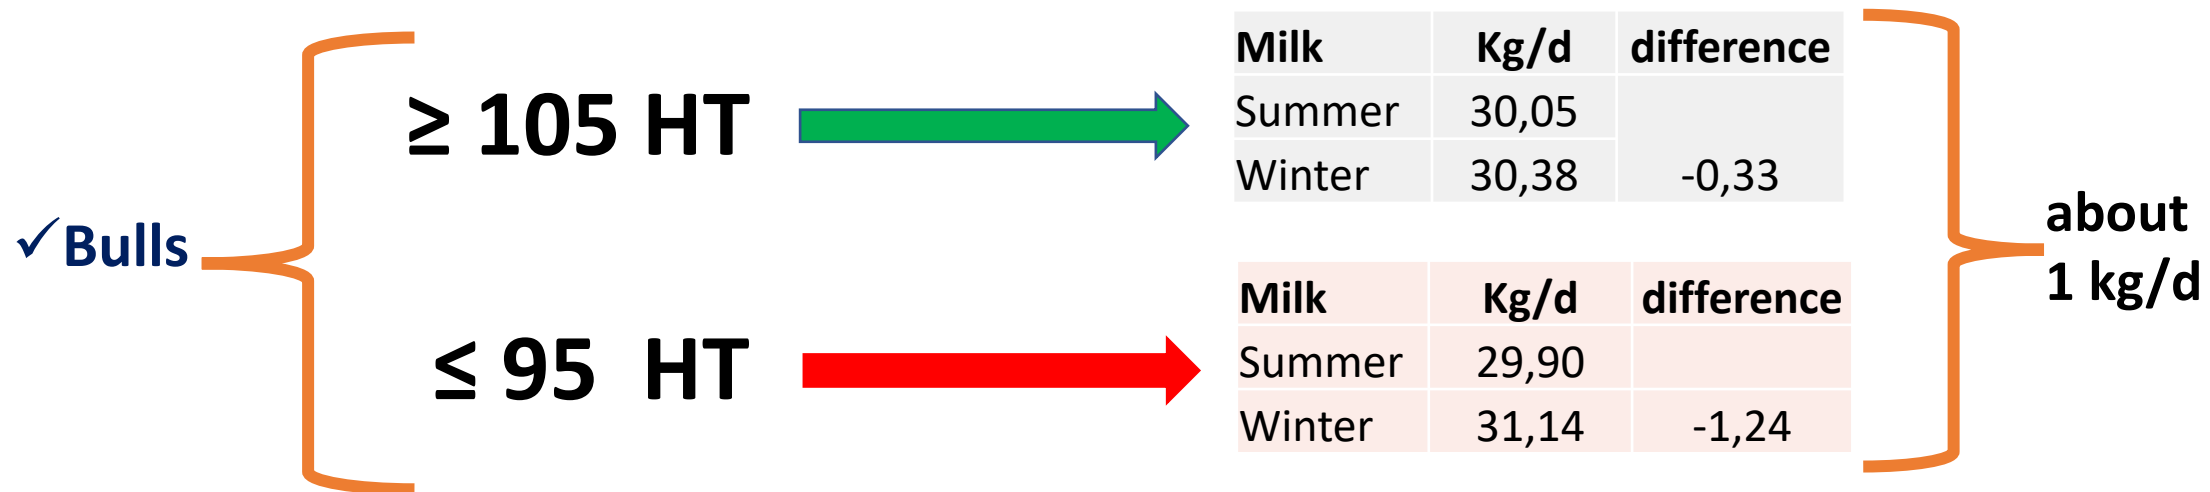 ✓Bulls
≥ 105 HT
Milk Kg/d difference
Summer 30,05
Winter 30,38 -0,33
≤ 95 HT
Milk Kg/d difference
Summer 29,90
Winter 31,14 -1,24
about
1 kg/d